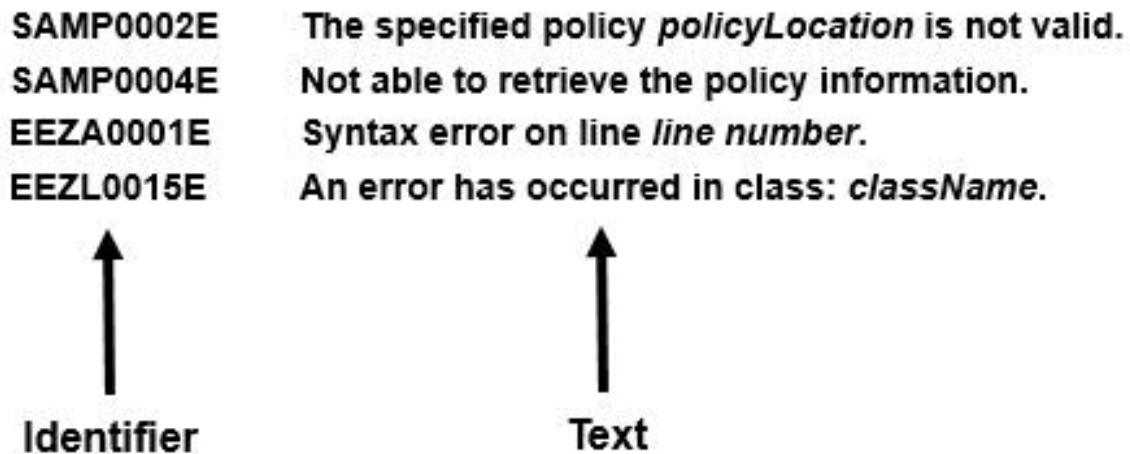 SAMP0002E The specified policy policyLocation is not valid.
SAMP0004E Not able to retrieve the policy information.
EEZA0001E Syntax error on line line number.
EEZL0015E An error has occurred in class: className.
Identifier Text